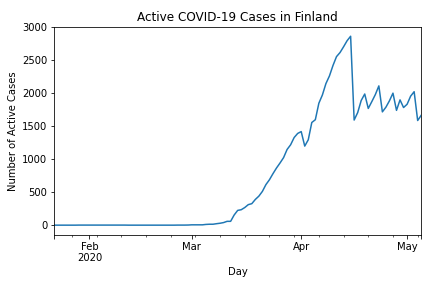 Active COVID-19 Cases in Finland
Number of Active Cases
3000
2500
2000
1500
1000
500
0
Feb
2020
Mar
Apr
May
Day